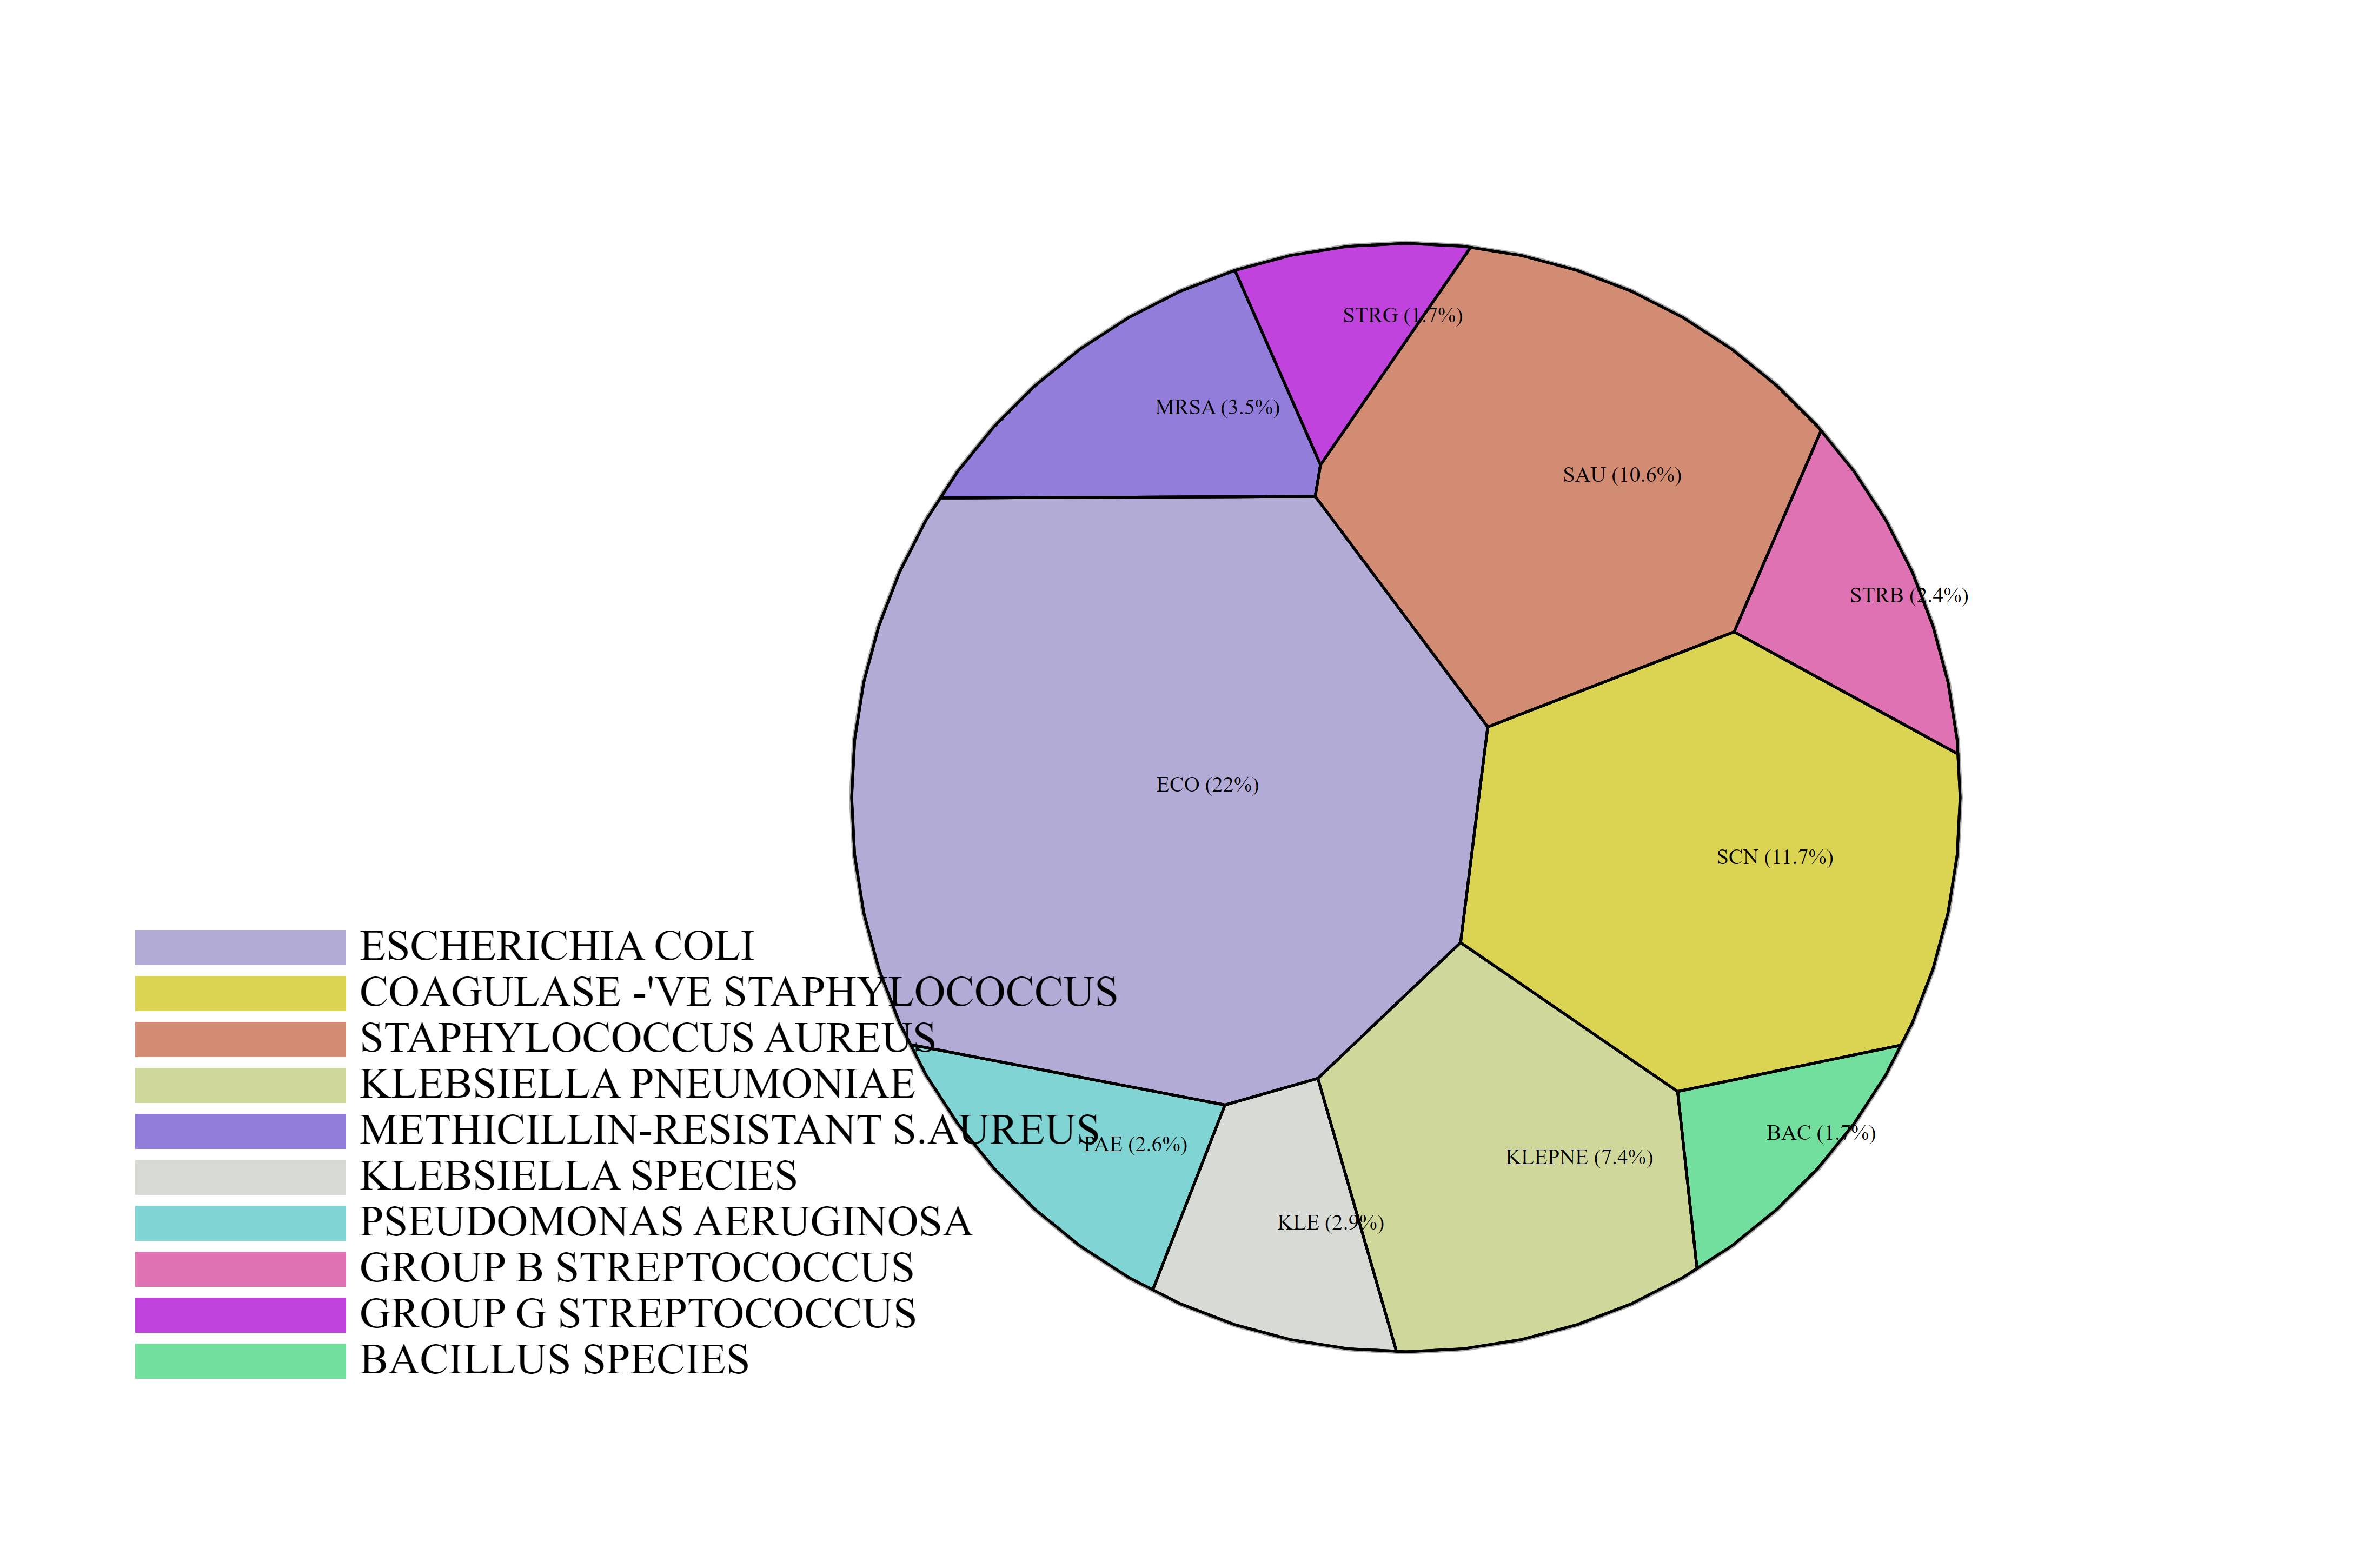 STRG (1.7%)
MRSA (3.5%)
SAU (10.6%)
STRB (2.4%)
ECO (22%)
SCN (11.7%)
BAC (1.7%)
PAE (2.6%)
KLEPNE (7.4%)
KLE (2.9%)
ESCHERICHIA COLI
COAGULASE -'VE STAPHYLOCOCCUS
STAPHYLOCOCCUS AUREUS
KLEBSIELLA PNEUMONIAE
METHICILLIN-RESISTANT S.AUREUS
KLEBSIELLA SPECIES
PSEUDOMONAS AERUGINOSA
GROUP B STREPTOCOCCUS
GROUP G STREPTOCOCCUS
BACILLUS SPECIES